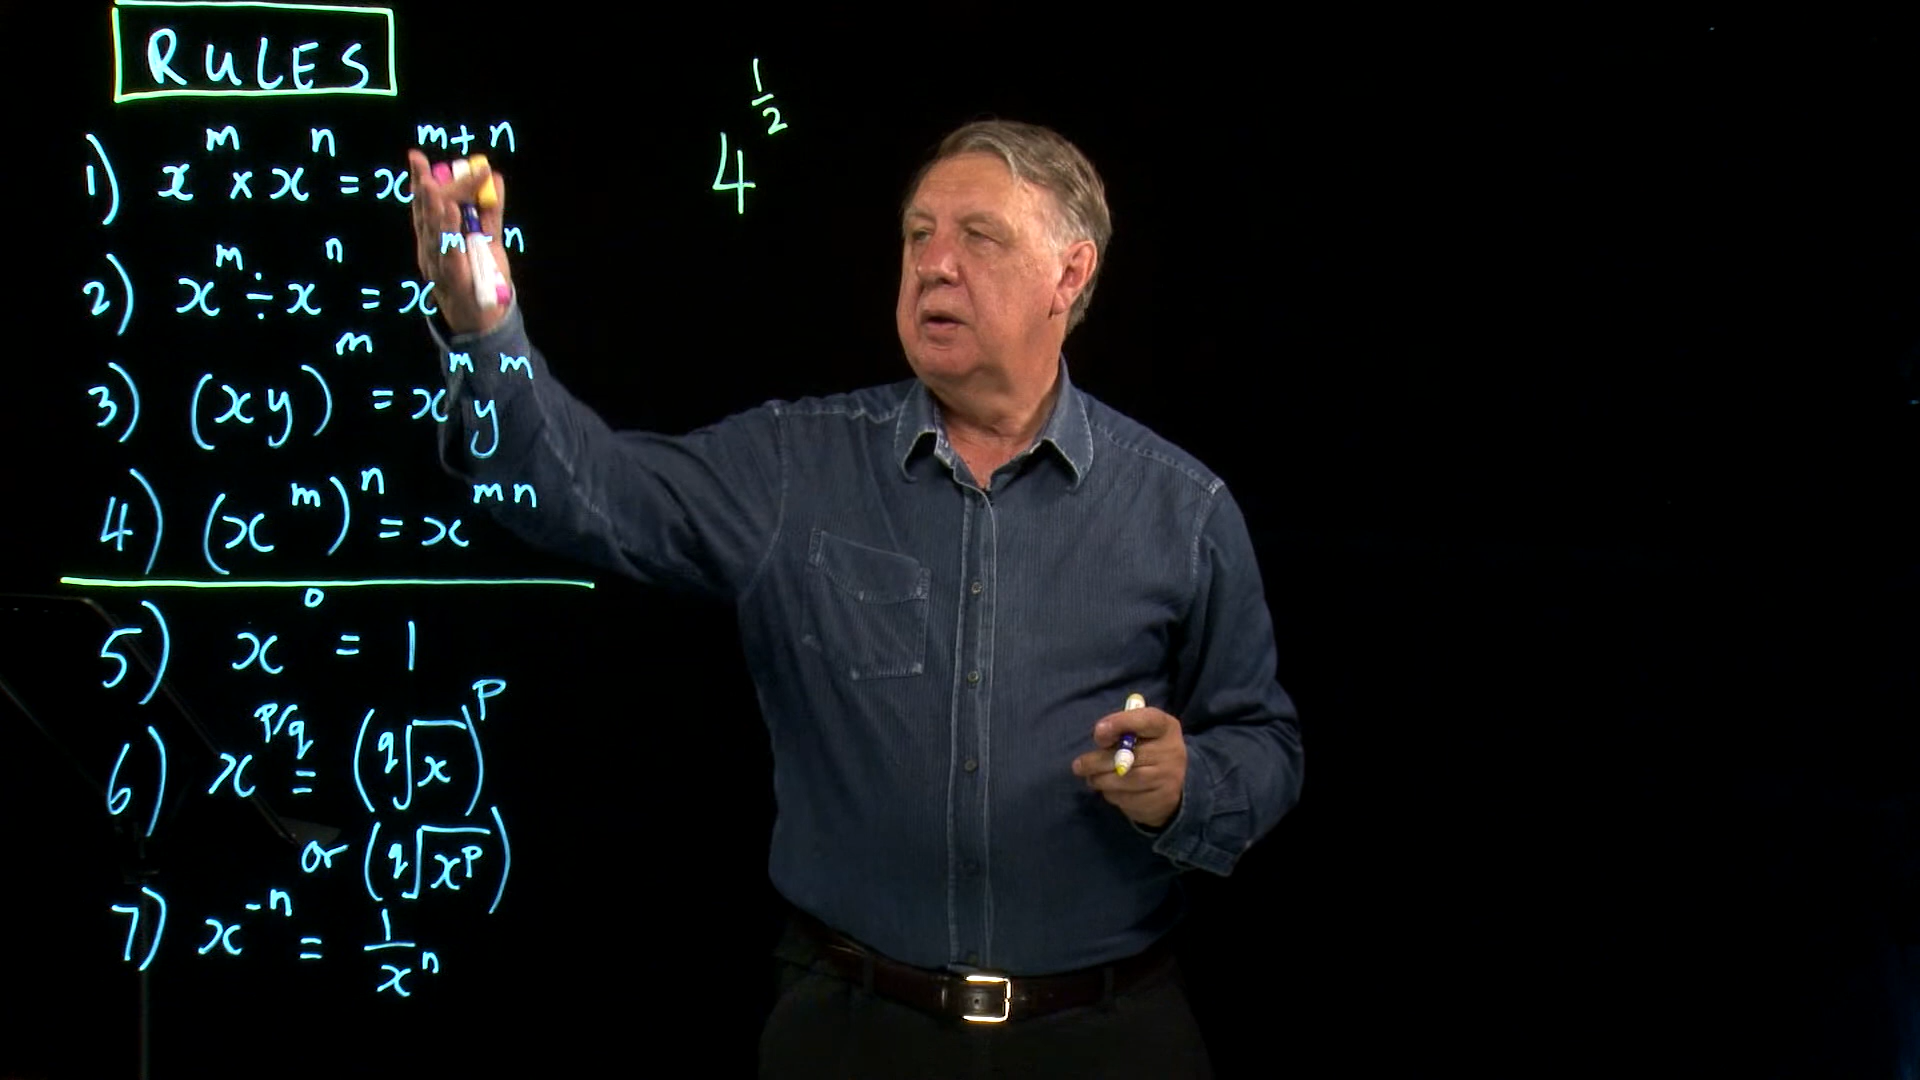 RULES
1) x^m × x^n = x^{m+n}
2) x^m ÷ x^n = x^{m-n}
3) (xy)^m = x^m y^m
4) (x^m)^n = x^{mn}
5) x^0 = 1
6) x^{p/q} = (q√x)^p
or (q√x^p)
7) x^{-n} = 1/x^n
4^{1/2}